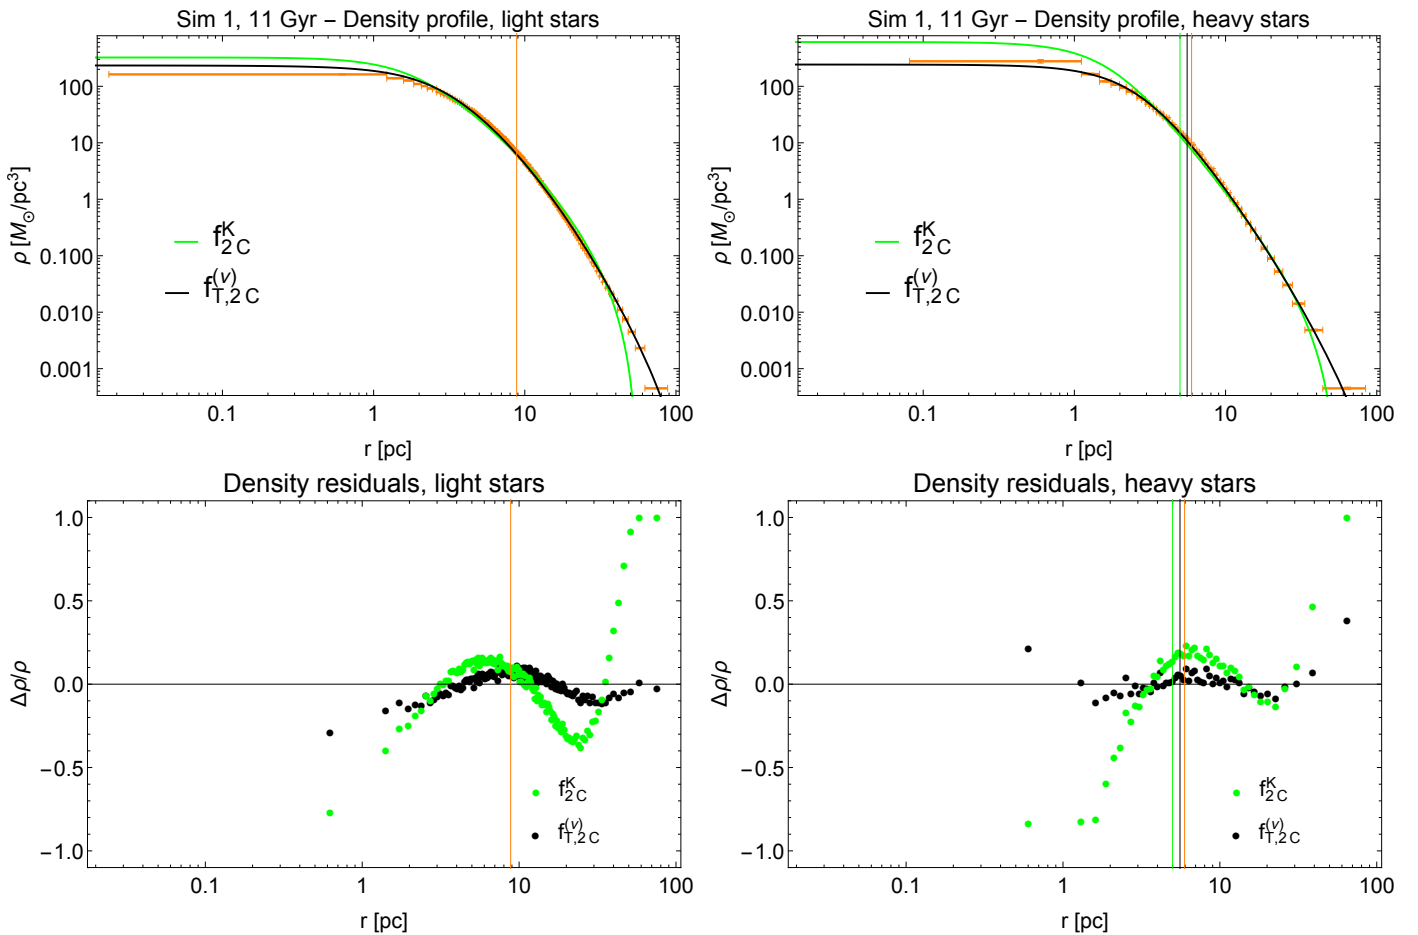 Sim 1, 11 Gyr − Density profile, light stars
100
10
1
0.100
0.010
0.001
ρ [M⊙/pc³]
f^K_2C
f^(v)_T,2C
0.1 1 10 100
r [pc]
Sim 1, 11 Gyr − Density profile, heavy stars
100
10
1
0.100
0.010
0.001
ρ [M⊙/pc³]
f^K_2C
f^(v)_T,2C
0.1 1 10 100
r [pc]
Density residuals, light stars
1.0
0.5
0.0
−0.5
−1.0
Δρ/ρ
f^K_2C
f^(v)_T,2C
0.1 1 10 100
r [pc]
Density residuals, heavy stars
1.0
0.5
0.0
−0.5
−1.0
Δρ/ρ
f^K_2C
f^(v)_T,2C
0.1 1 10 100
r [pc]